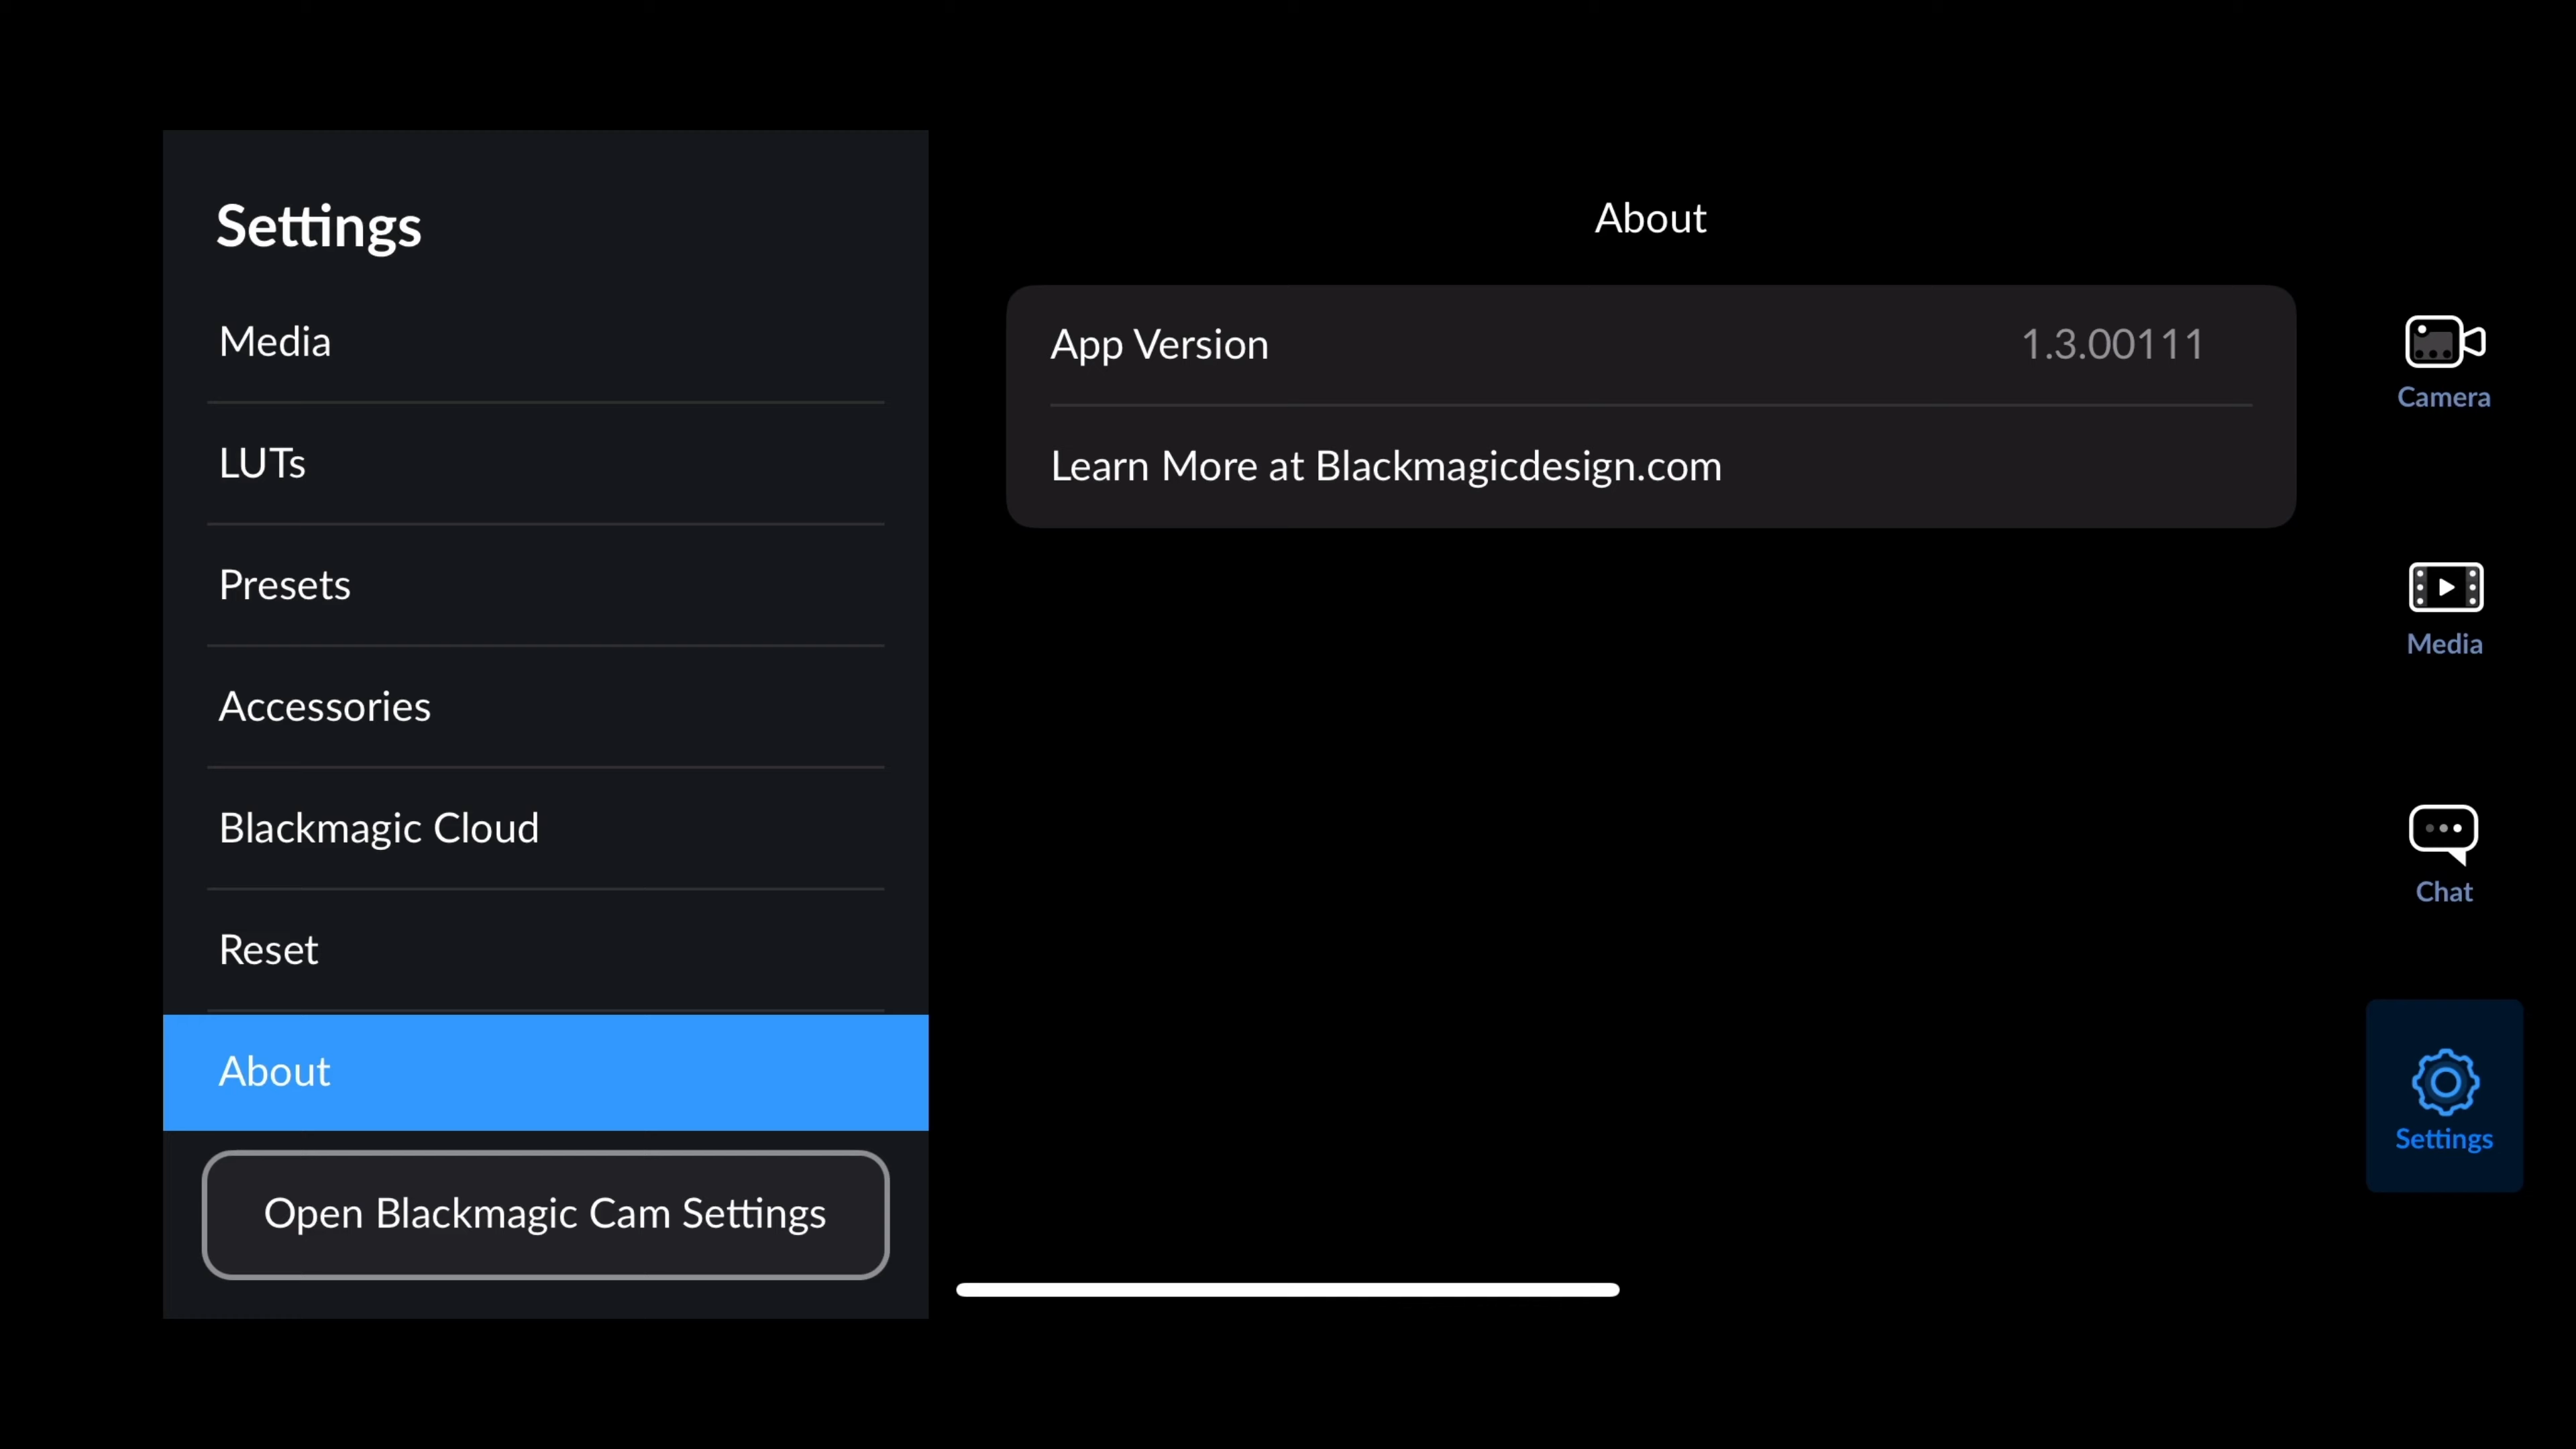 Settings
Media
LUTs
Presets
Accessories
Blackmagic Cloud
Reset
About
Open Blackmagic Cam Settings
About
App Version 1.3.00111
Learn More at Blackmagicdesign.com
Camera
Media
Chat
Settings